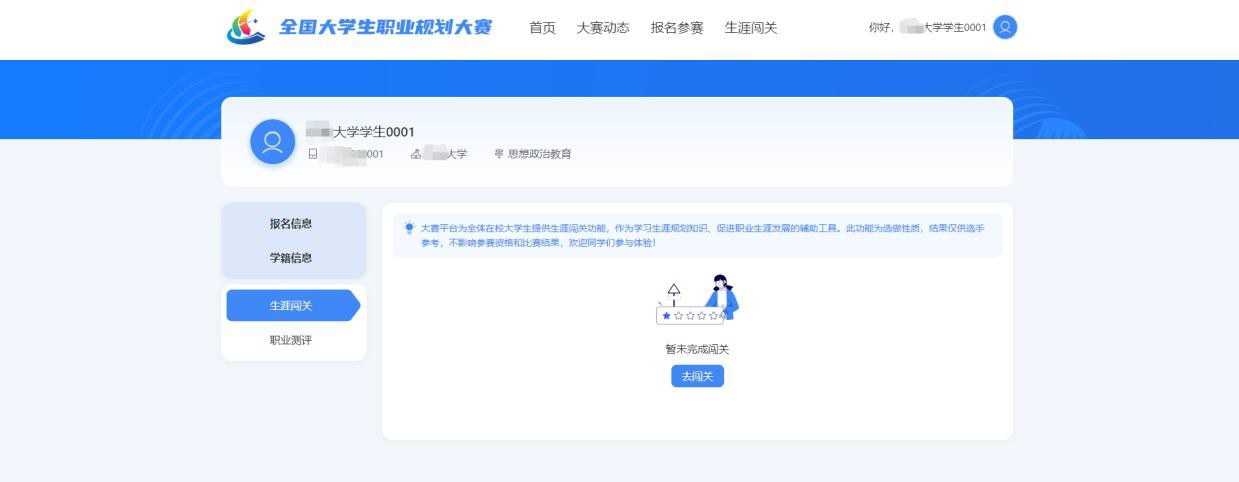 全国大学生职业规划大赛 首页 大赛动态 报名参赛 生涯闯关 你好, 大学学生0001
大学学生0001
001 大学 思想政治教育
报名信息
学籍信息
生涯闯关
职业测评
大赛平台为全体在校大学生提供生涯闯关功能，作为学习生涯规划知识、促进职业生涯发展的辅助工具。此功能为选做性质，结果仅供选手
参考，不影响参赛资格和比赛结果，欢迎同学们参与体验！
暂未完成闯关
去闯关